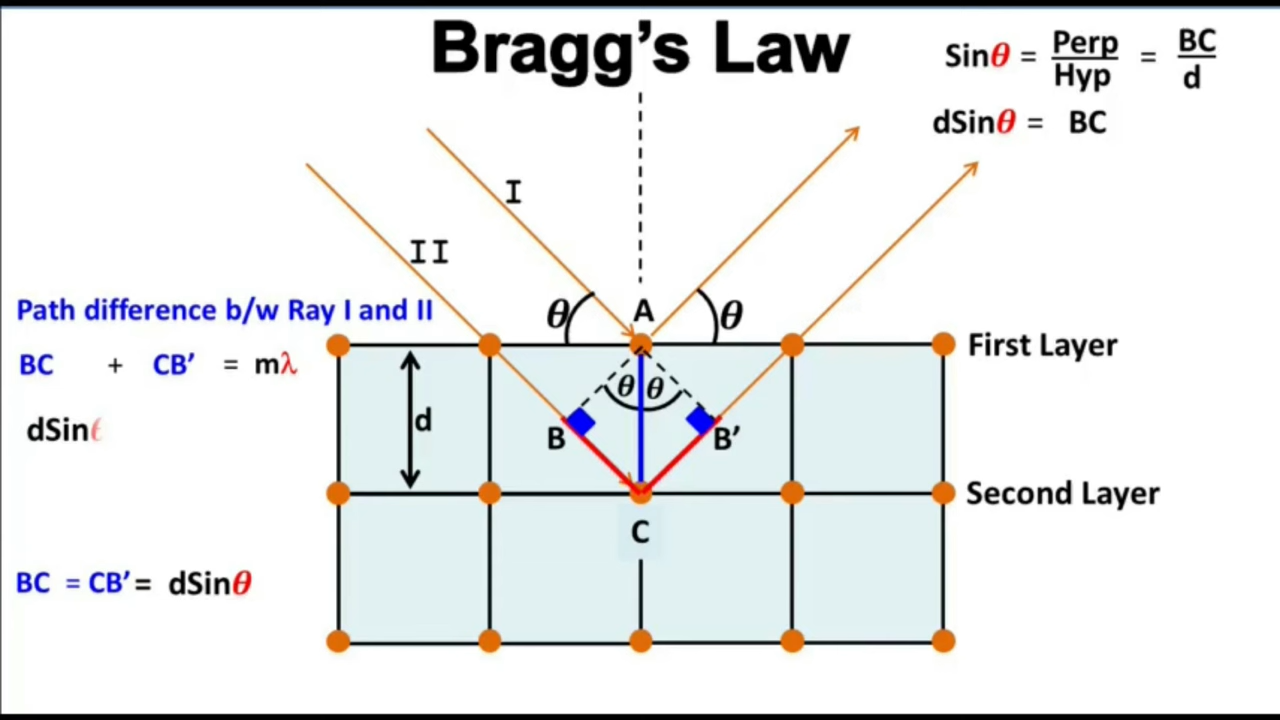 Bragg's Law
Sinθ = Perp/Hyp = BC/d
dSinθ = BC
I
II
Path difference b/w Ray I and II
BC + CB' = mλ
dSinθ
BC = CB' = dSinθ
θ A θ
First Layer
d
θ θ
B B'
Second Layer
C